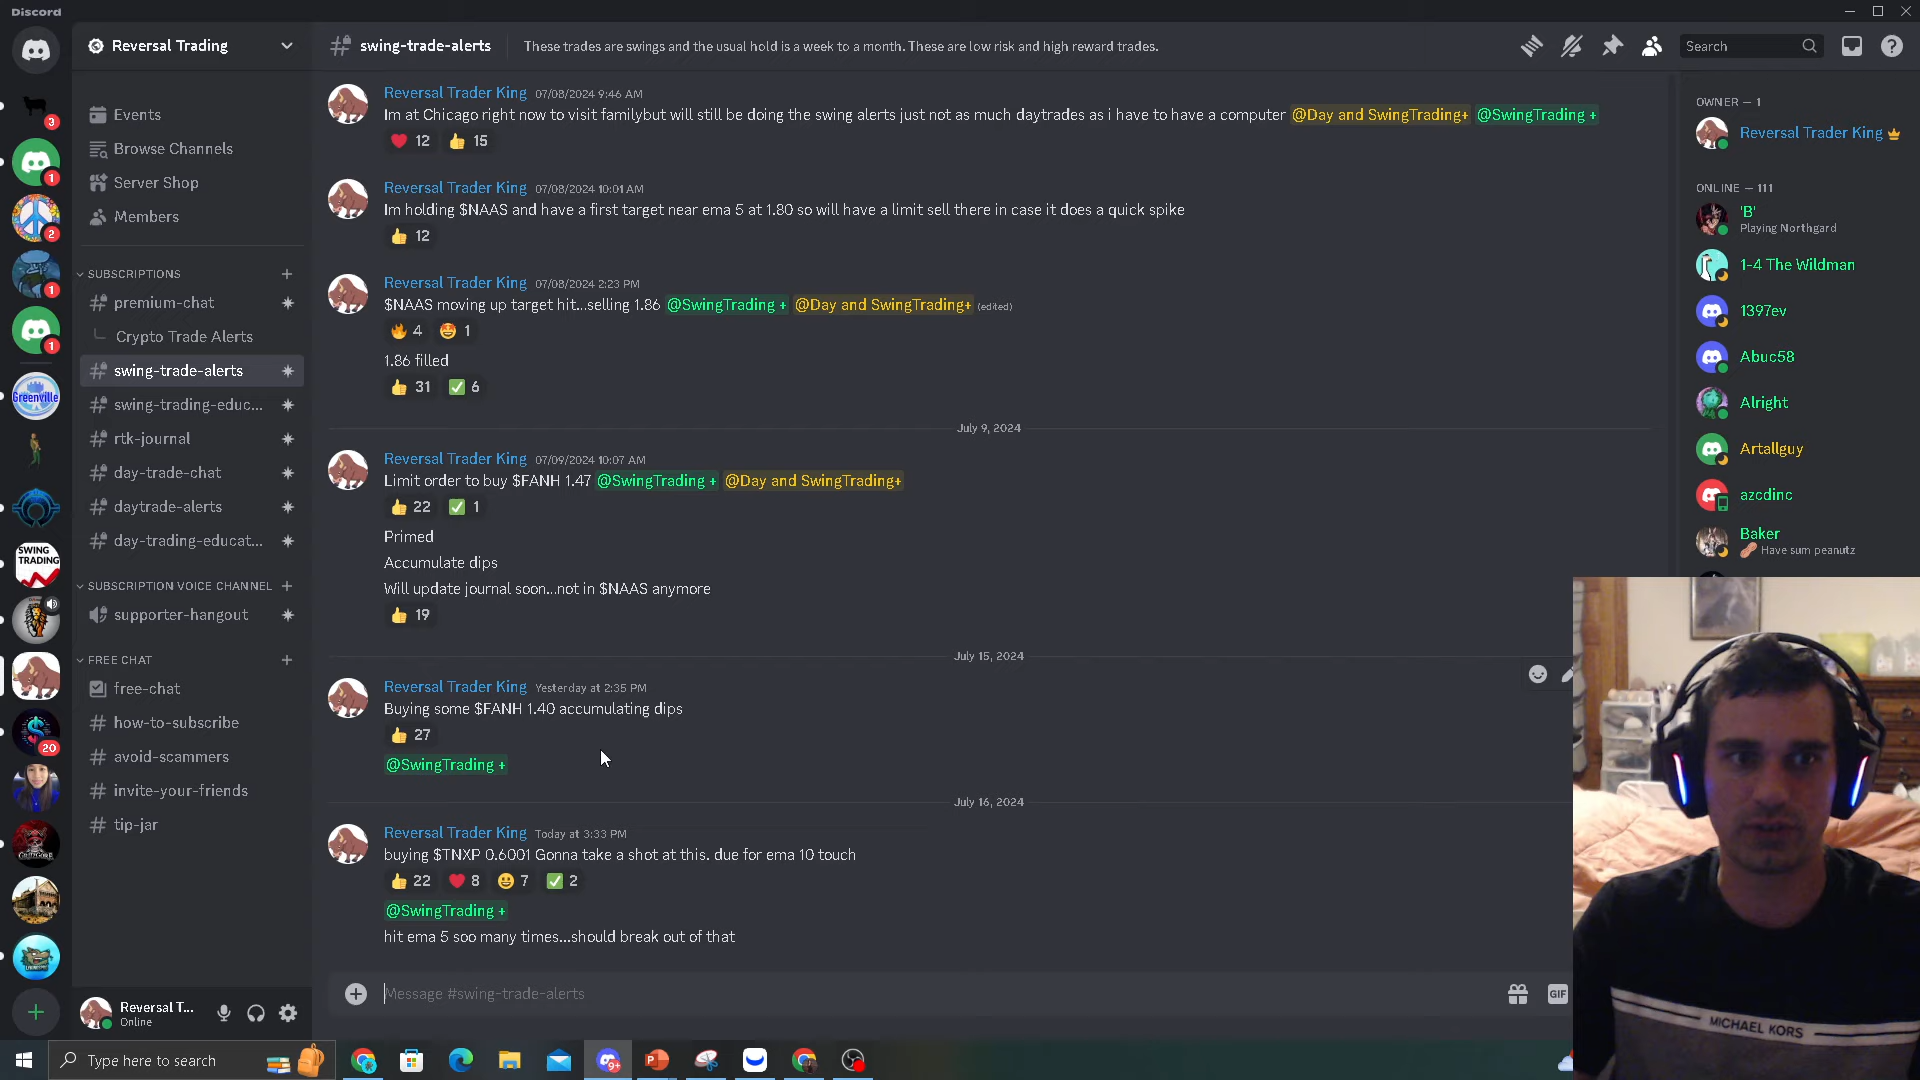 Discord
Reversal Trading
swing-trade-alerts
These trades are swings and the usual hold is a week to a month. These are low risk and high reward trades.
Search
3
1
2
1
1
Greenville
SWING
TRADING
20
Events
Browse Channels
Server Shop
Members
SUBSCRIPTIONS
premium-chat
Crypto Trade Alerts
swing-trade-alerts
swing-trading-educ...
rtk-journal
day-trade-chat
daytrade-alerts
day-trading-educat...
SUBSCRIPTION VOICE CHANNEL
supporter-hangout
FREE CHAT
free-chat
how-to-subscribe
avoid-scammers
invite-your-friends
tip-jar
Reversal T...
Online
Reversal Trader King 07/08/2024 9:46 AM
Im at Chicago right now to visit familybut will still be doing the swing alerts just not as much daytrades as i have to have a computer @Day and SwingTrading+ @SwingTrading +
12 15
Reversal Trader King 07/08/2024 10:01 AM
Im holding $NAAS and have a first target near ema 5 at 1.80 so will have a limit sell there in case it does a quick spike
12
Reversal Trader King 07/08/2024 2:23 PM
$NAAS moving up target hit...selling 1.86 @SwingTrading + @Day and SwingTrading+ (edited)
4 1
1.86 filled
31 6
July 9, 2024
Reversal Trader King 07/09/2024 10:07 AM
Limit order to buy $FANH 1.47 @SwingTrading + @Day and SwingTrading+
22 1
Primed
Accumulate dips
Will update journal soon...not in $NAAS anymore
19
July 15, 2024
Reversal Trader King Yesterday at 2:35 PM
Buying some $FANH 1.40 accumulating dips
27
@SwingTrading +
July 16, 2024
Reversal Trader King Today at 3:33 PM
buying $TNXP 0.6001 Gonna take a shot at this. due for ema 10 touch
22 8 7 2
@SwingTrading +
hit ema 5 soo many times...should break out of that
Message #swing-trade-alerts
GIF
OWNER — 1
Reversal Trader King
ONLINE — 111
'B'
Playing Northgard
1-4 The Wildman
1397ev
Abuc58
Alright
Artallguy
azcdinc
Baker
Have sum peanutz
MICHAEL KORS
Type here to search
9+